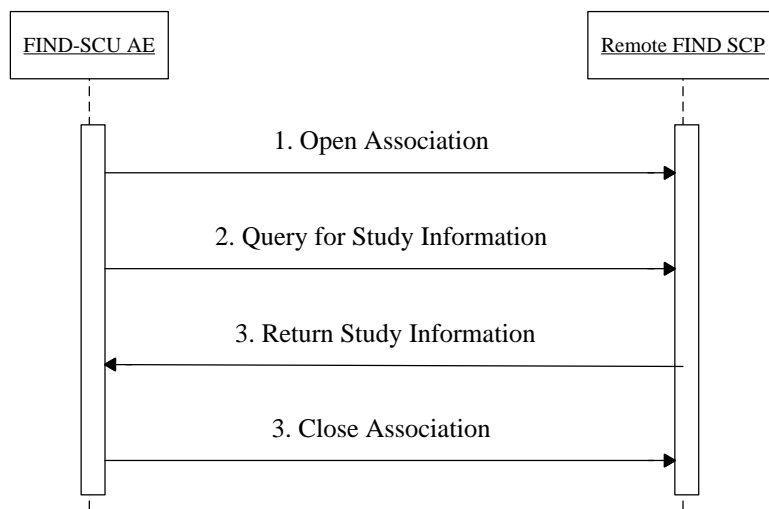 FIND-SCU AE
Remote FIND SCP
1. Open Association
2. Query for Study Information
3. Return Study Information
3. Close Association